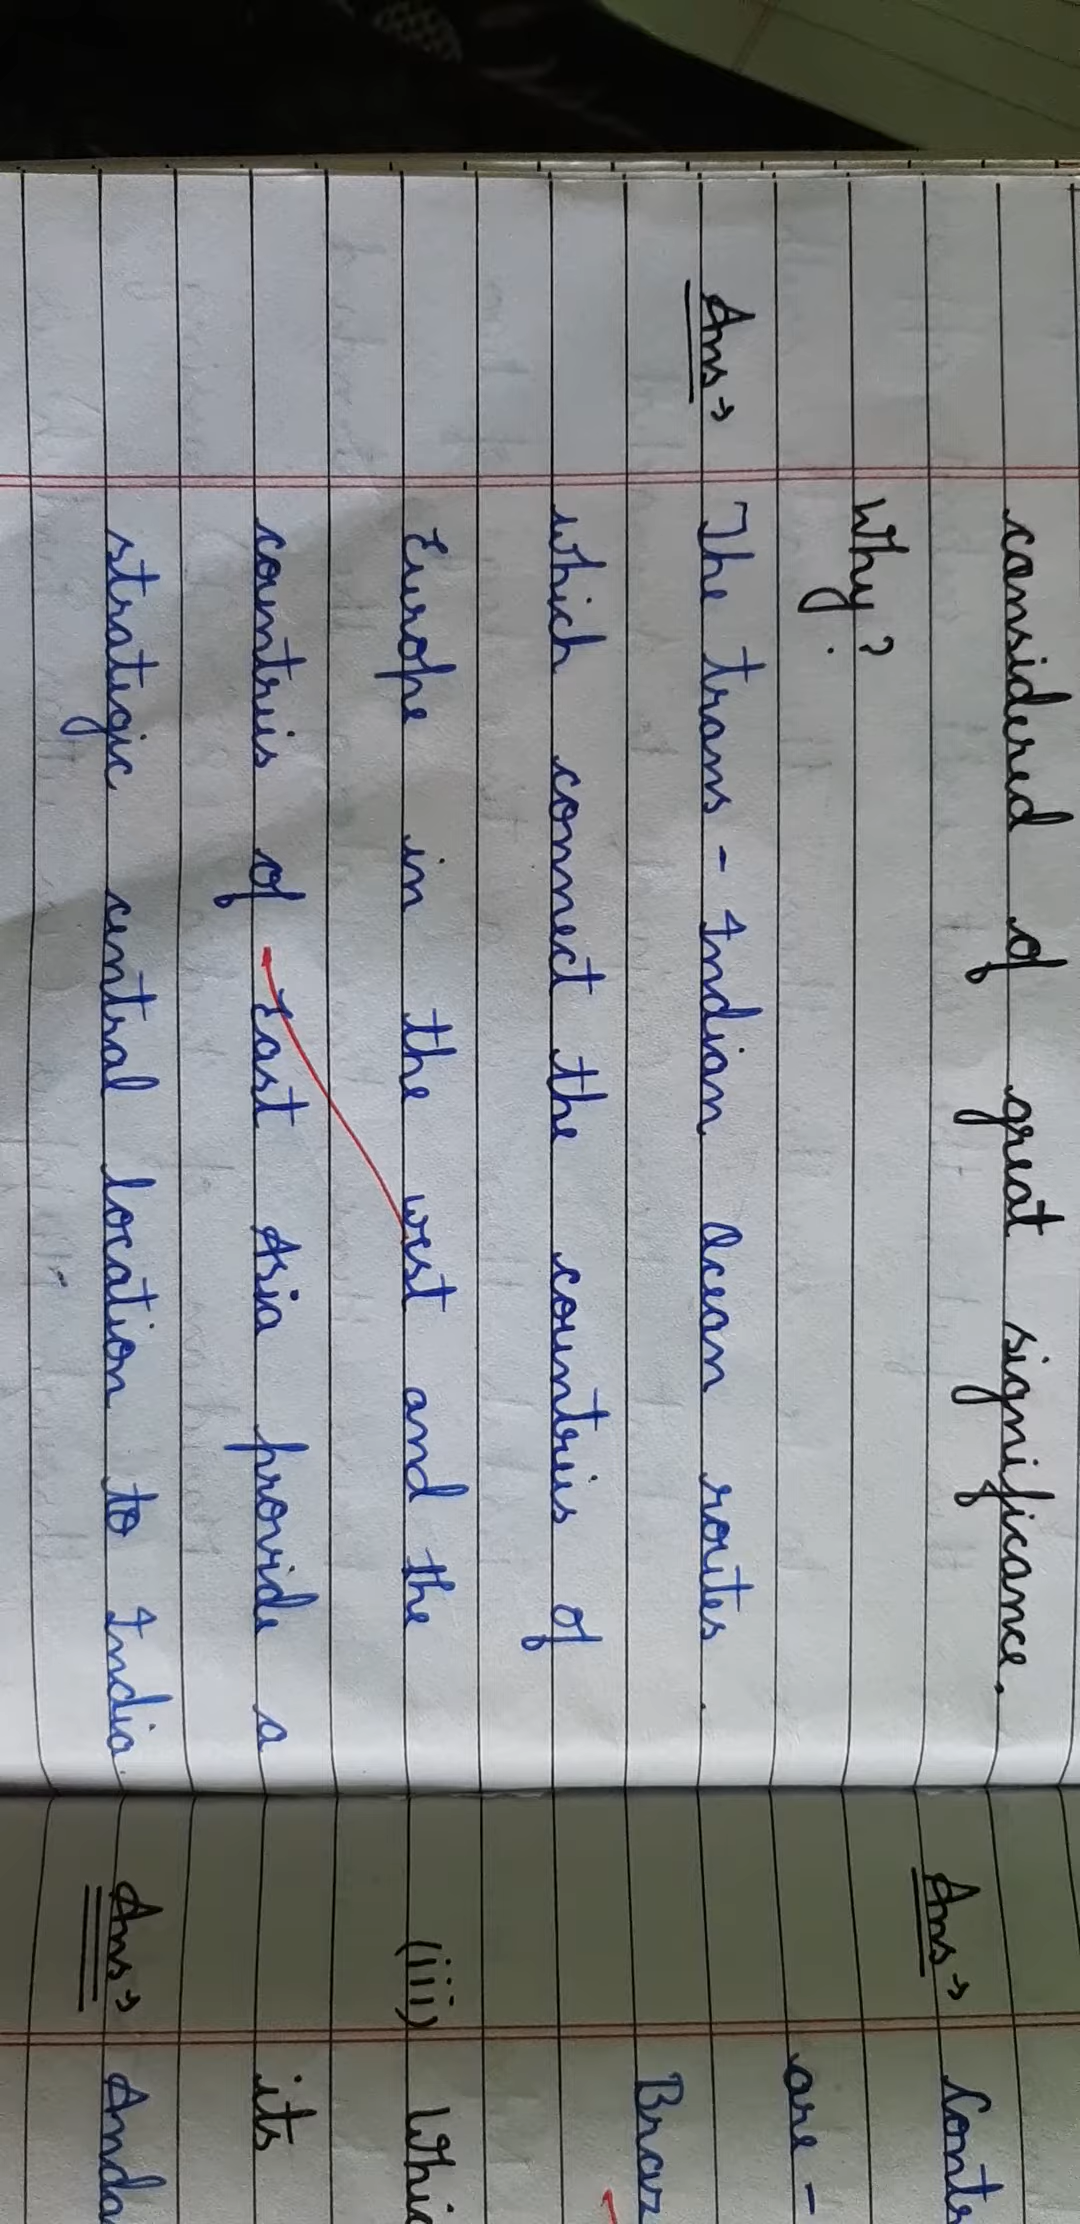 considered of great significance.
Why?
Ans → The trans - Indian Ocean routes.
which connect the countries of
Europe in the west and the
countries of East Asia provide a
strategic central location to India.
Ans →
are -
Braz
(iii) Whic
its
Ans → Anda